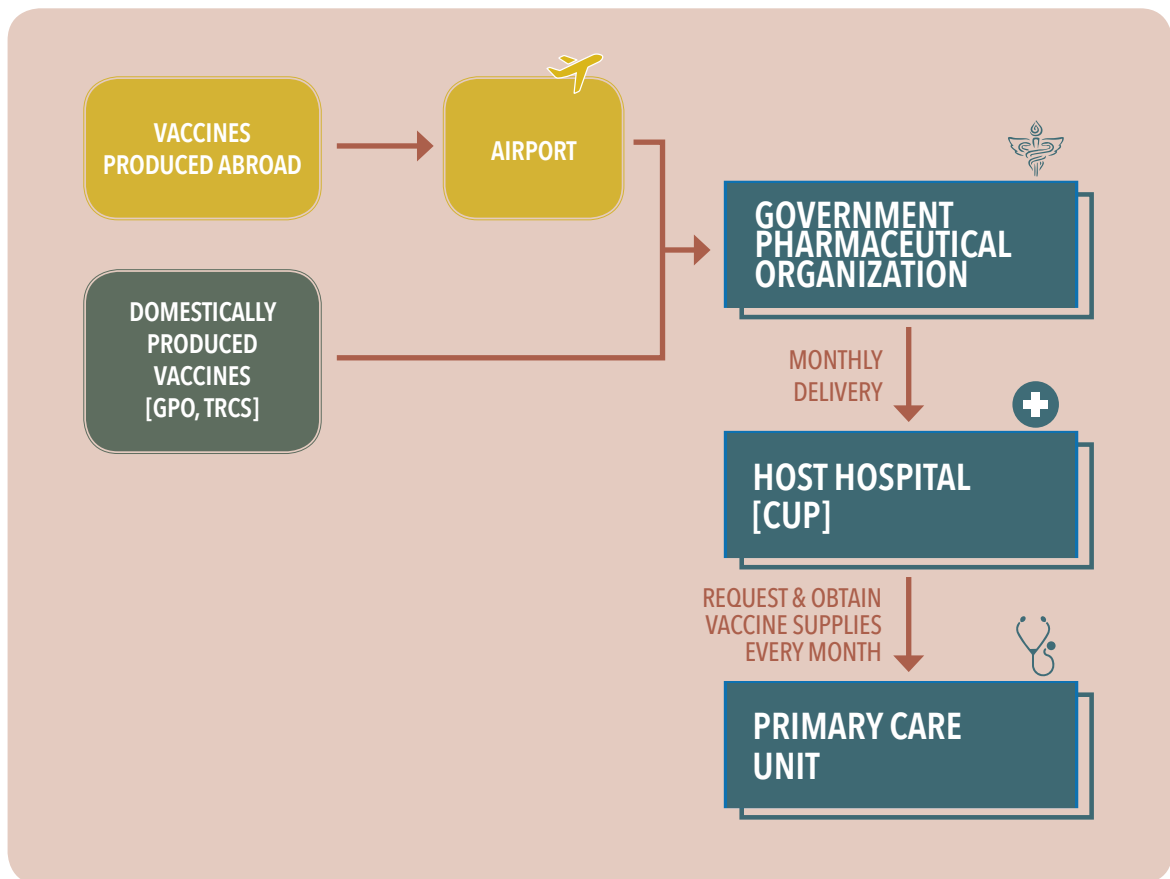 VACCINES
PRODUCED ABROAD
AIRPORT
DOMESTICALLY
PRODUCED
VACCINES
[GPO, TRCS]
GOVERNMENT
PHARMACEUTICAL
ORGANIZATION
MONTHLY
DELIVERY
HOST HOSPITAL
[CUP]
REQUEST & OBTAIN
VACCINE SUPPLIES
EVERY MONTH
PRIMARY CARE
UNIT